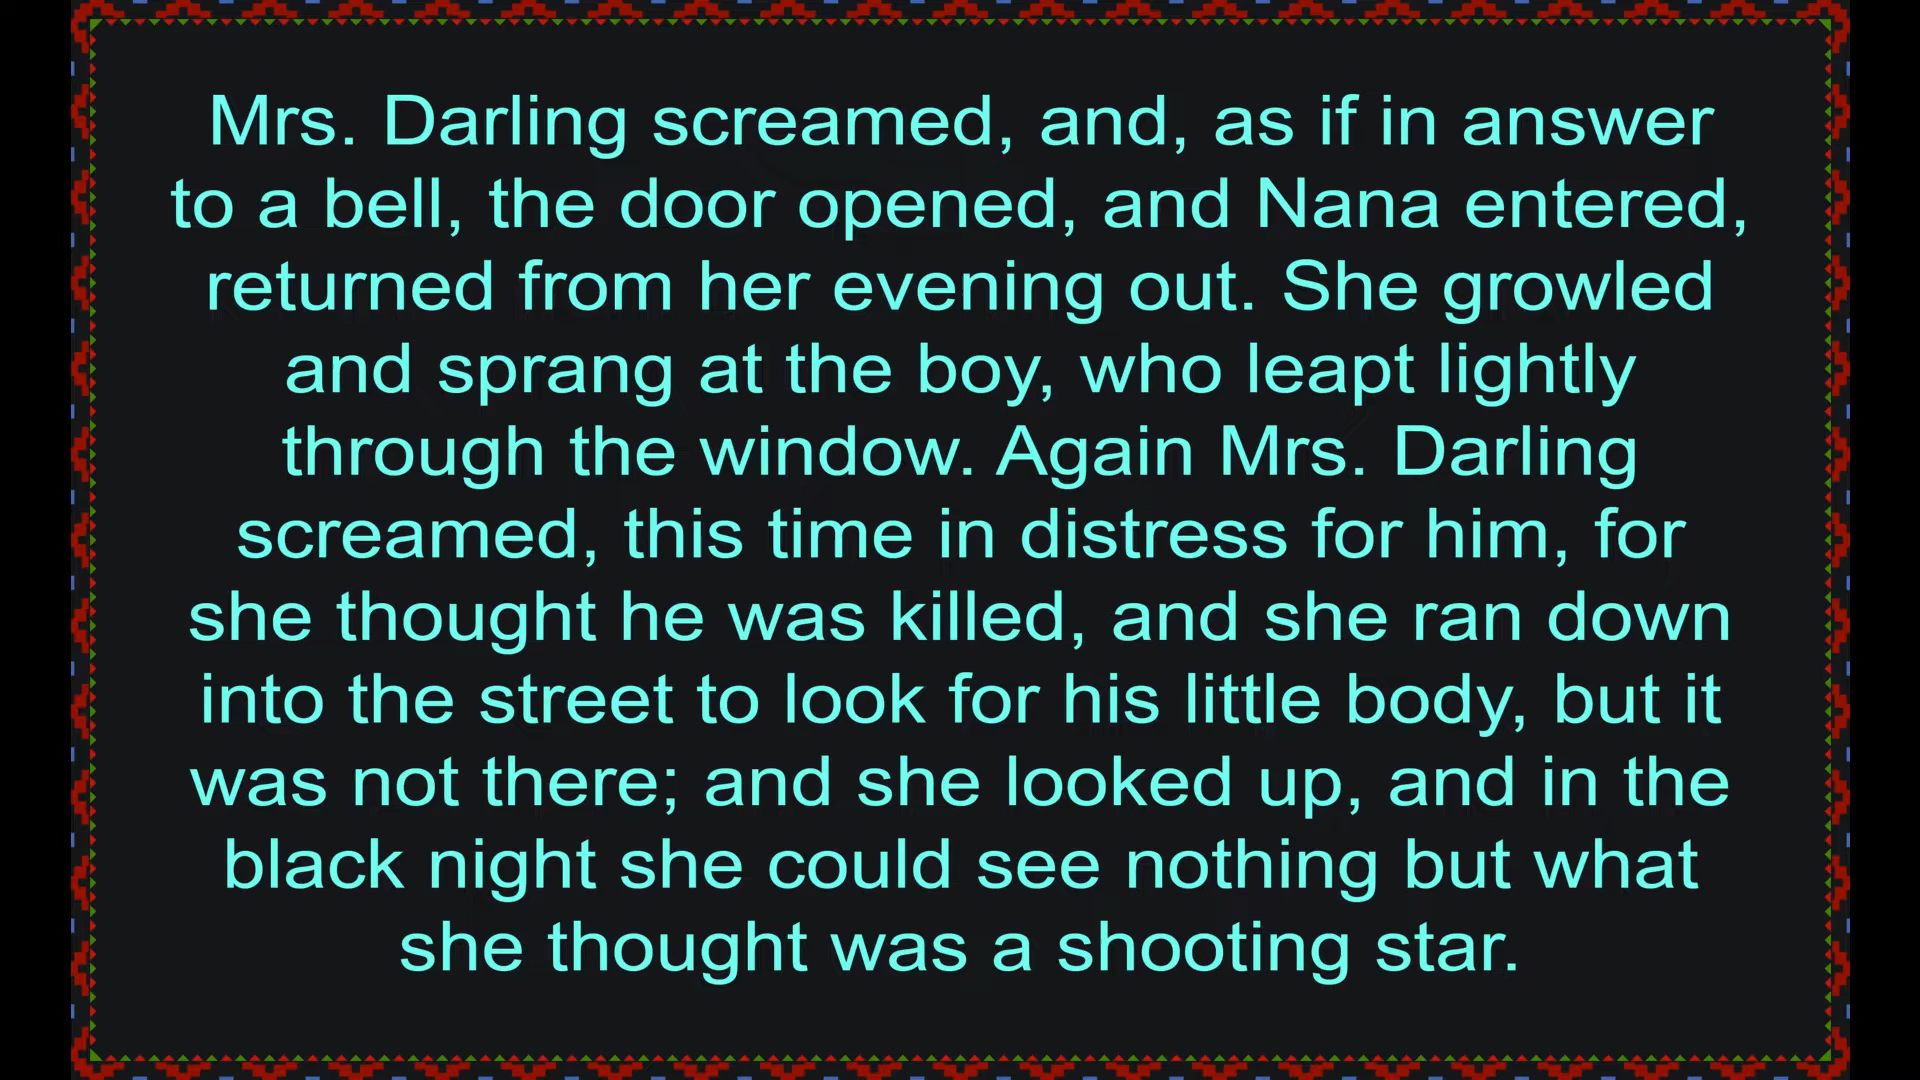 Mrs. Darling screamed, and, as if in answer
to a bell, the door opened, and Nana entered,
returned from her evening out. She growled
and sprang at the boy, who leapt lightly
through the window. Again Mrs. Darling
screamed, this time in distress for him, for
she thought he was killed, and she ran down
into the street to look for his little body, but it
was not there; and she looked up, and in the
black night she could see nothing but what
she thought was a shooting star.